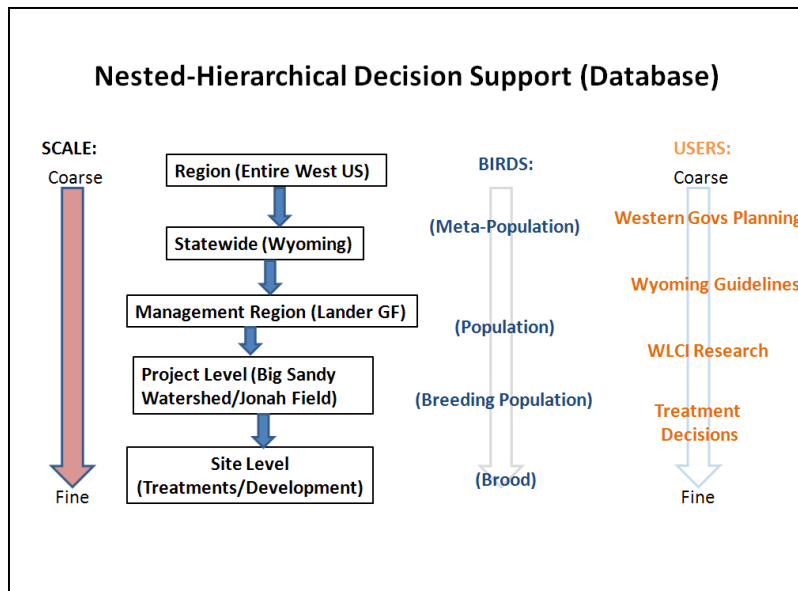 Nested-Hierarchical Decision Support (Database)
SCALE:
Coarse
Fine
Region (Entire West US)
Statewide (Wyoming)
Management Region (Lander GF)
Project Level (Big Sandy
Watershed/Jonah Field)
Site Level
(Treatments/Development)
BIRDS:
(Meta-Population)
(Population)
(Breeding Population)
(Brood)
USERS:
Coarse
Western Govs Planning
Wyoming Guidelines
WLCI Research
Treatment
Decisions
Fine